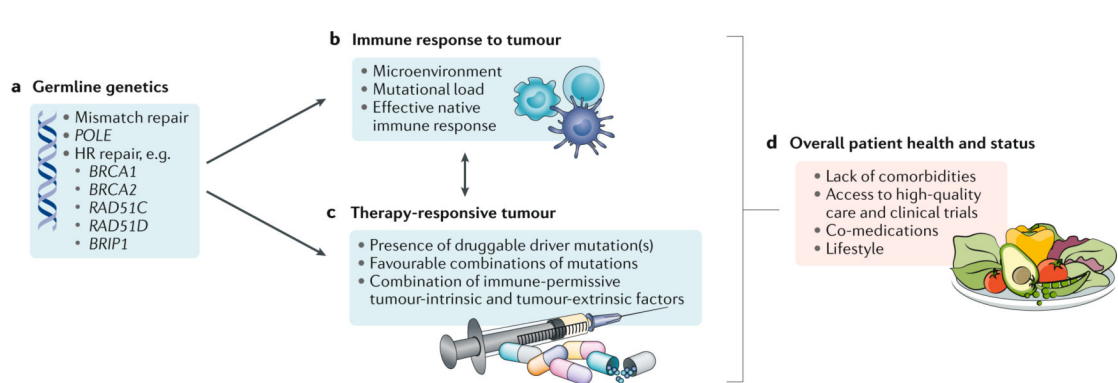 a Germline genetics
• Mismatch repair
• POLE
• HR repair, e.g.
• BRCA1
• BRCA2
• RAD51C
• RAD51D
• BRIP1
b Immune response to tumour
• Microenvironment
• Mutational load
• Effective native
immune response
c Therapy-responsive tumour
• Presence of druggable driver mutation(s)
• Favourable combinations of mutations
• Combination of immune-permissive
tumour-intrinsic and tumour-extrinsic factors
d Overall patient health and status
• Lack of comorbidities
• Access to high-quality
care and clinical trials
• Co-medications
• Lifestyle